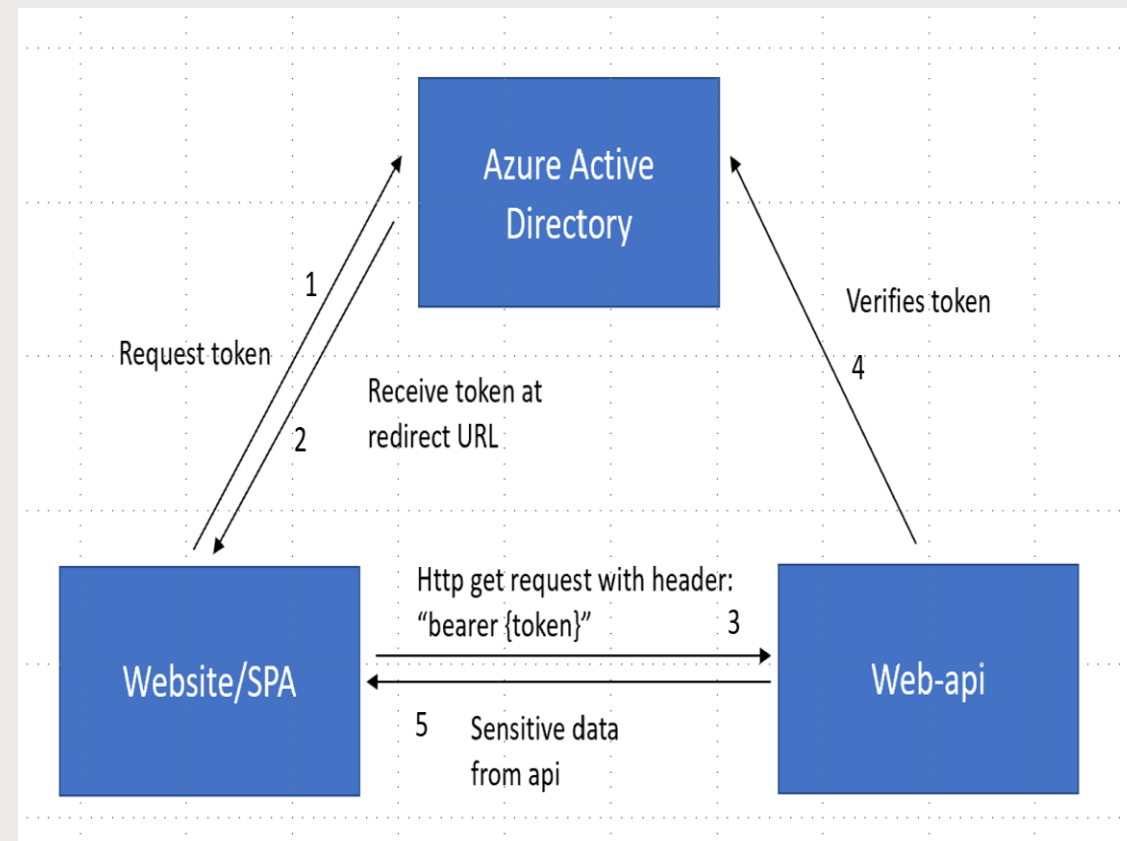 Azure Active
Directory
1
Request token
Verifies token
4
Receive token at
redirect URL
2
Http get request with header:
“bearer {token}”
3
Website/SPA
Web-api
5
Sensitive data
from api